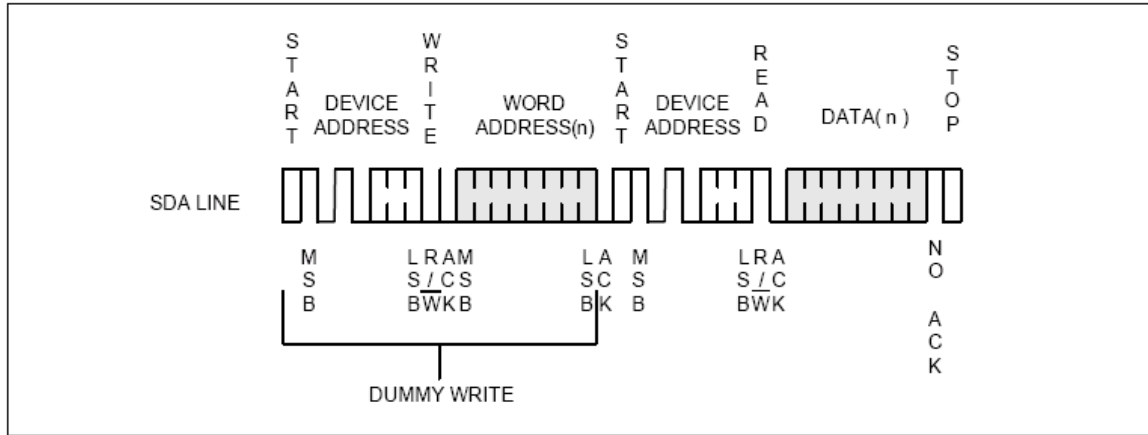 START
DEVICE ADDRESS
WRITE
WORD ADDRESS(n)
START
DEVICE ADDRESS
READ
DATA( n )
STOP
SDA LINE
MSB
LSB
R/W
ACK
MSB
LSB
ACK
MSB
LSB
R/W
ACK
NO ACK
DUMMY WRITE